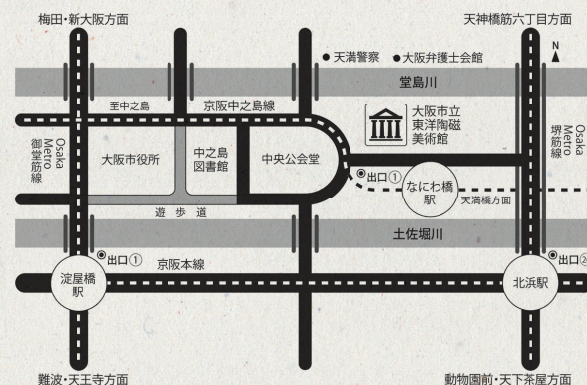 梅田・新大阪方面
天神橋筋六丁目方面
N
● 天満警察 ●大阪弁護士会館
堂島川
至中之島
京阪中之島線
大阪市立
東洋陶磁
美術館
Osaka
Metro
御堂筋線
大阪市役所
中之島
図書館
中央公会堂
Osaka
Metro
堺筋線
出口①
なにわ橋
駅
天満橋方面
遊歩道
土佐堀川
出口①
京阪本線
出口
淀屋橋
駅
北浜駅
難波・天王寺方面
動物園前・天下茶屋方面